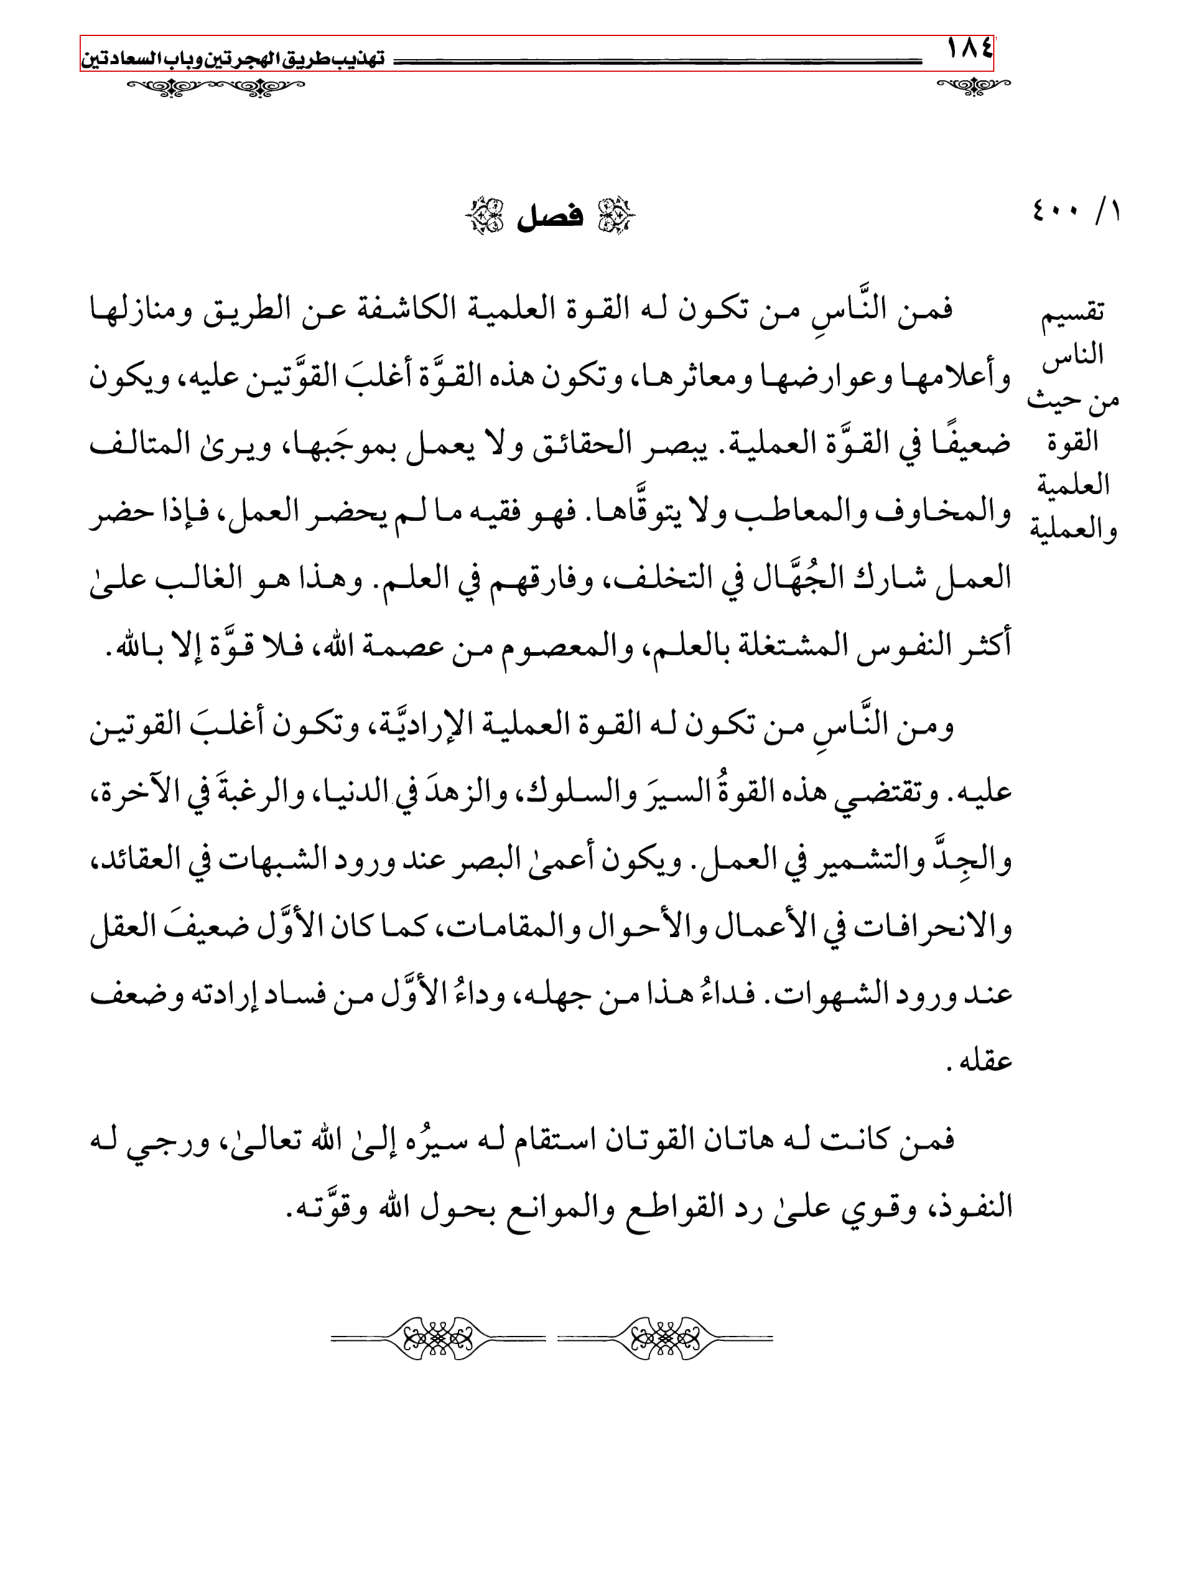 ١٨٤ تهذيب طريق الهجرتين وباب السعادتين
١/ ٤٠٠
فصل
تقسيم
الناس
من حيث
القوة
العلمية
والعملية
فمن النَّاسِ من تكون له القوة العلمية الكاشفة عن الطريق ومنازلها
وأعلامها وعوارضها ومعاثرها، وتكون هذه القوَّة أغلبَ القوَّتين عليه، ويكون
ضعيفًا في القوَّة العملية. يبصر الحقائق ولا يعمل بموجَبها، ويرىٰ المتالف
والمخاوف والمعاطب ولا يتوقَّاها. فهو فقيه ما لم يحضر العمل، فإذا حضر
العمل شارك الجُهَّال في التخلف، وفارقهم في العلم. وهذا هو الغالب علىٰ
أكثر النفوس المشتغلة بالعلم، والمعصوم من عصمة الله، فلا قوَّة إلا بالله.
ومن النَّاسِ من تكون له القوة العملية الإراديَّة، وتكون أغلبَ القوتين
عليه. وتقتضي هذه القوةُ السيرَ والسلوك، والزهدَ في الدنيا، والرغبةَ في الآخرة،
والجِدَّ والتشمير في العمل. ويكون أعمىٰ البصر عند ورود الشبهات في العقائد،
والانحرافات في الأعمال والأحوال والمقامات، كما كان الأوَّل ضعيفَ العقل
عند ورود الشهوات. فداءُ هذا من جهله، وداءُ الأوَّل من فساد إرادته وضعف
عقله .
فمن كانت له هاتان القوتان استقام له سيرُه إلىٰ الله تعالىٰ، ورجي له
النفوذ، وقوي علىٰ رد القواطع والموانع بحول الله وقوَّته.